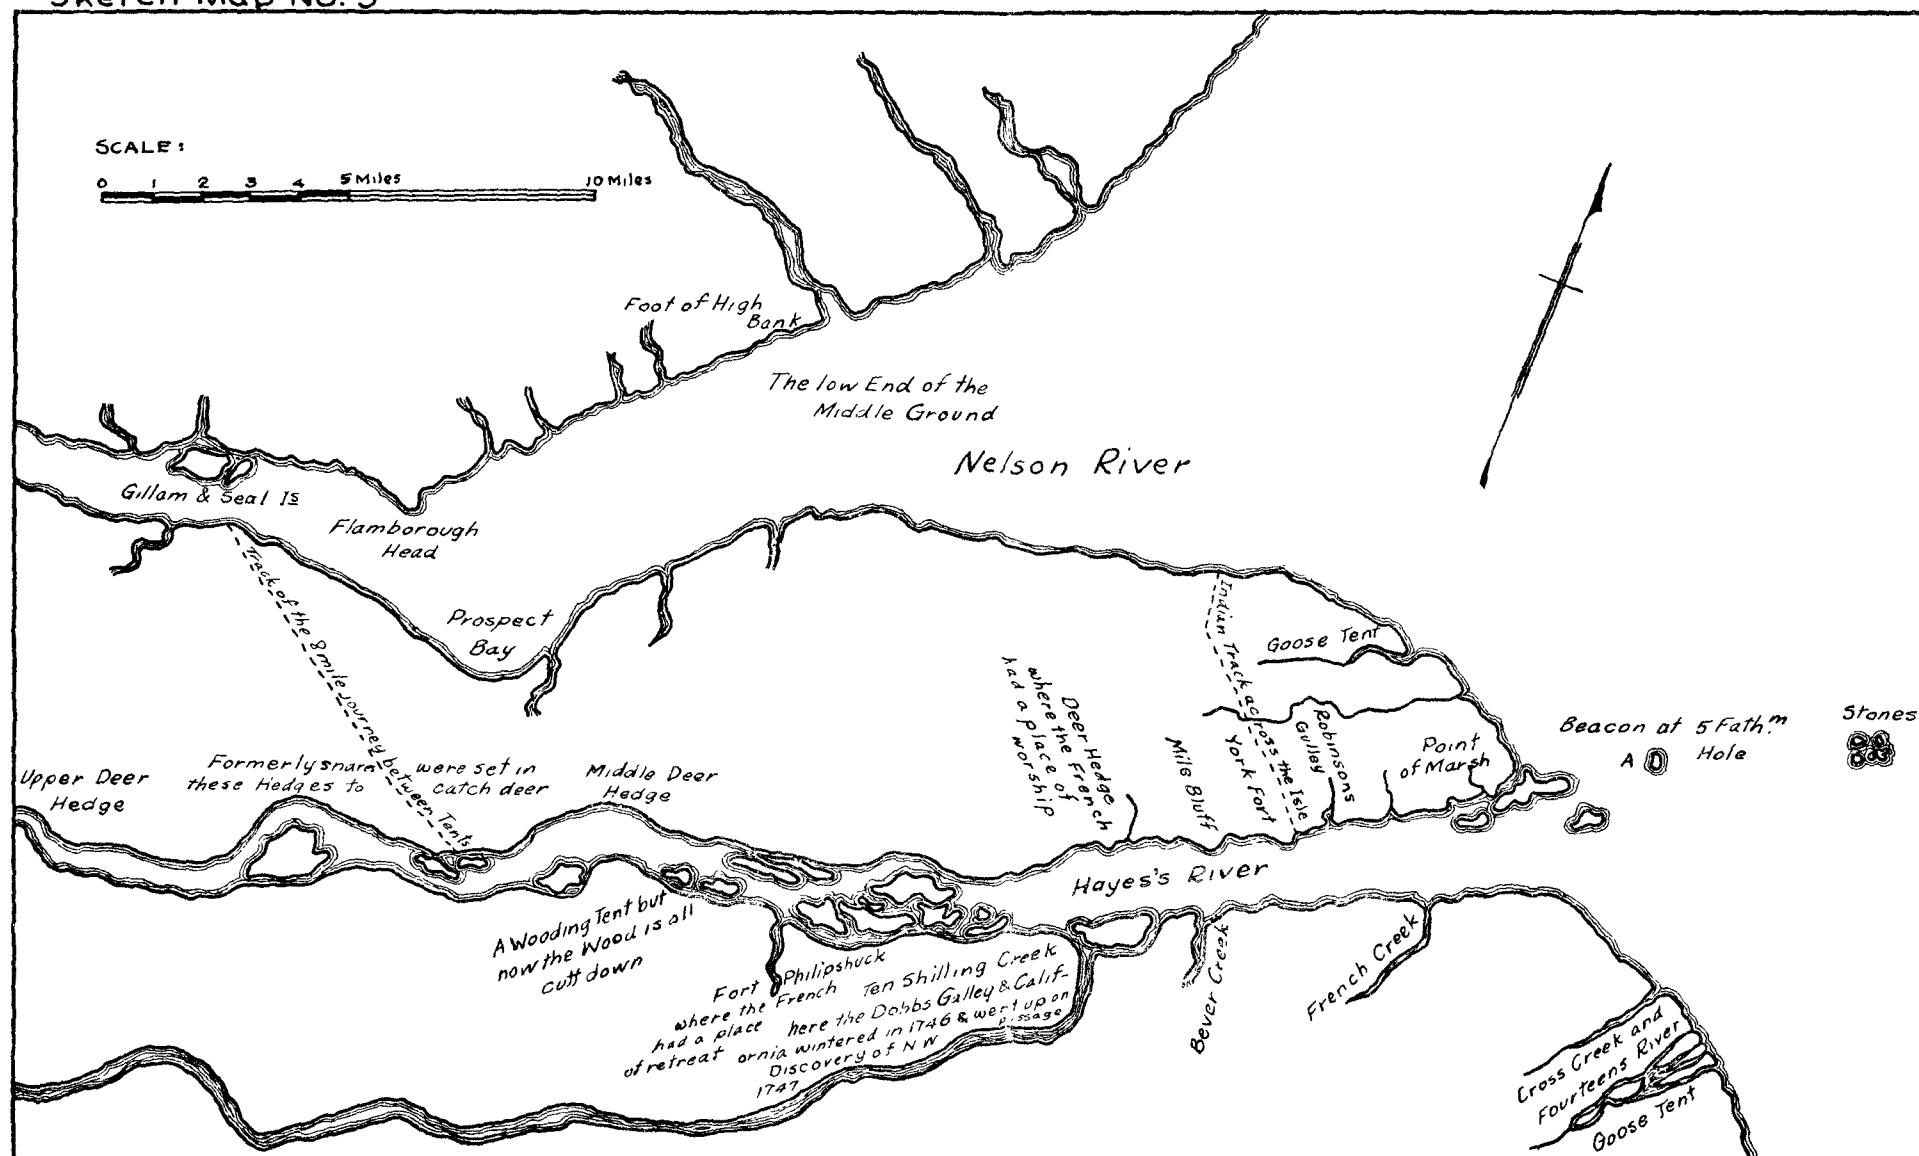 Sketch Map No. 5
SCALE:
0 1 2 3 4 5 Miles 10 Miles
Foot of High
Bank
The low End of the
Middle Ground
Nelson River
Gillam & Seal Is
Flamborough
Head
Prospect
Bay
Track of the 8 mile journey between Tents
Indian Track across the Isle
Goose Tent
Deer Hedge
where the French
had a place of
worship
Mile Bluff
York Fort
Robinsons
Gulley
Point
of Marsh
Beacon at 5 Fath.m
A Hole
Stones
Upper Deer
Hedge
Formerly snares were set in
these Hedges to catch deer
Middle Deer
Hedge
Hayes's River
A Wooding Tent but
now the Wood is all
cutt down
Fort Philipshuck
where the French
had a place
of retreat
Ten Shilling Creek
here the Dobbs Galley & Calif-
ornia wintered in 1746 & went up on
Discovery of NW passage
1747
Bever Creek
French Creek
Cross Creek and
Fourteens River
Goose Tent